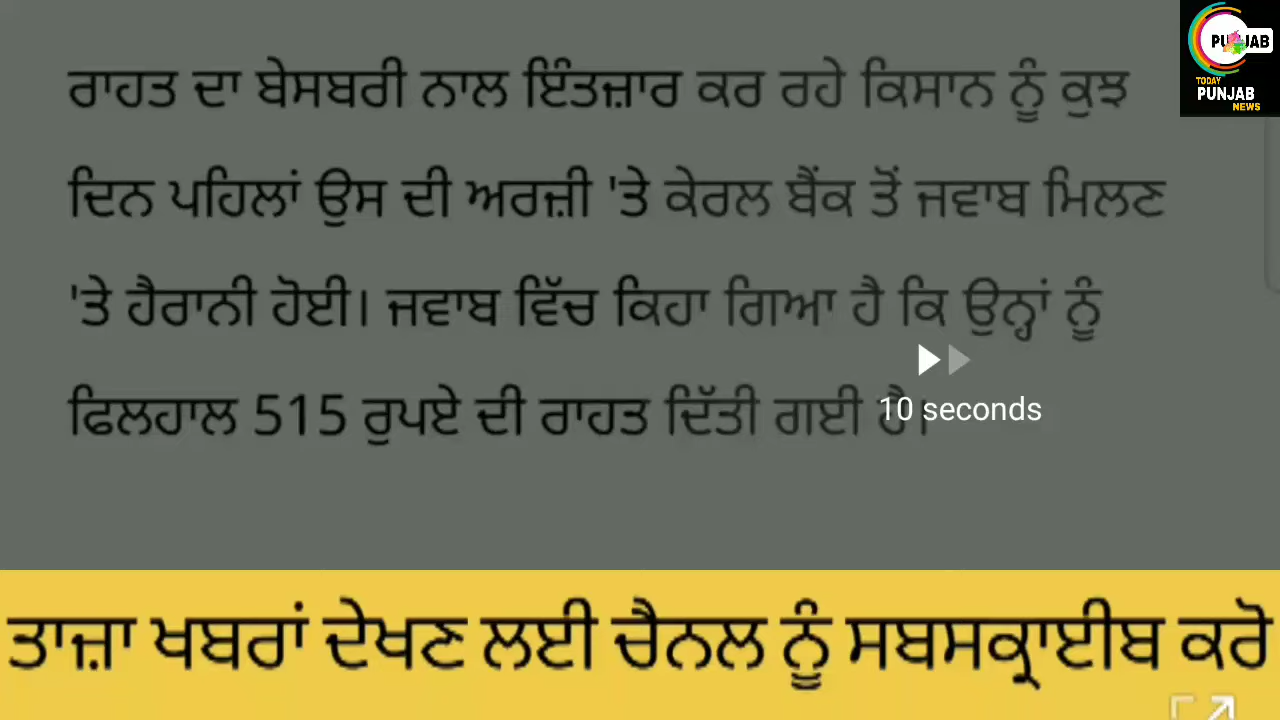 PUNJAB
TODAY
PUNJAB
NEWS
ਰਾਹਤ ਦਾ ਬੇਸਬਰੀ ਨਾਲ ਇੰਤਜ਼ਾਰ ਕਰ ਰਹੇ ਕਿਸਾਨ ਨੂੰ ਕੁਝ
ਦਿਨ ਪਹਿਲਾਂ ਉਸ ਦੀ ਅਰਜ਼ੀ 'ਤੇ ਕੇਰਲ ਬੈਂਕ ਤੋਂ ਜਵਾਬ ਮਿਲਣ
'ਤੇ ਹੈਰਾਨੀ ਹੋਈ। ਜਵਾਬ ਵਿੱਚ ਕਿਹਾ ਗਿਆ ਹੈ ਕਿ ਉਨ੍ਹਾਂ ਨੂੰ
ਫਿਲਹਾਲ 515 ਰੁਪਏ ਦੀ ਰਾਹਤ ਦਿੱਤੀ ਗਈ ਹੈ।
10 seconds
ਤਾਜ਼ਾ ਖਬਰਾਂ ਦੇਖਣ ਲਈ ਚੈਨਲ ਨੂੰ ਸਬਸਕ੍ਰਾਈਬ ਕਰੋ